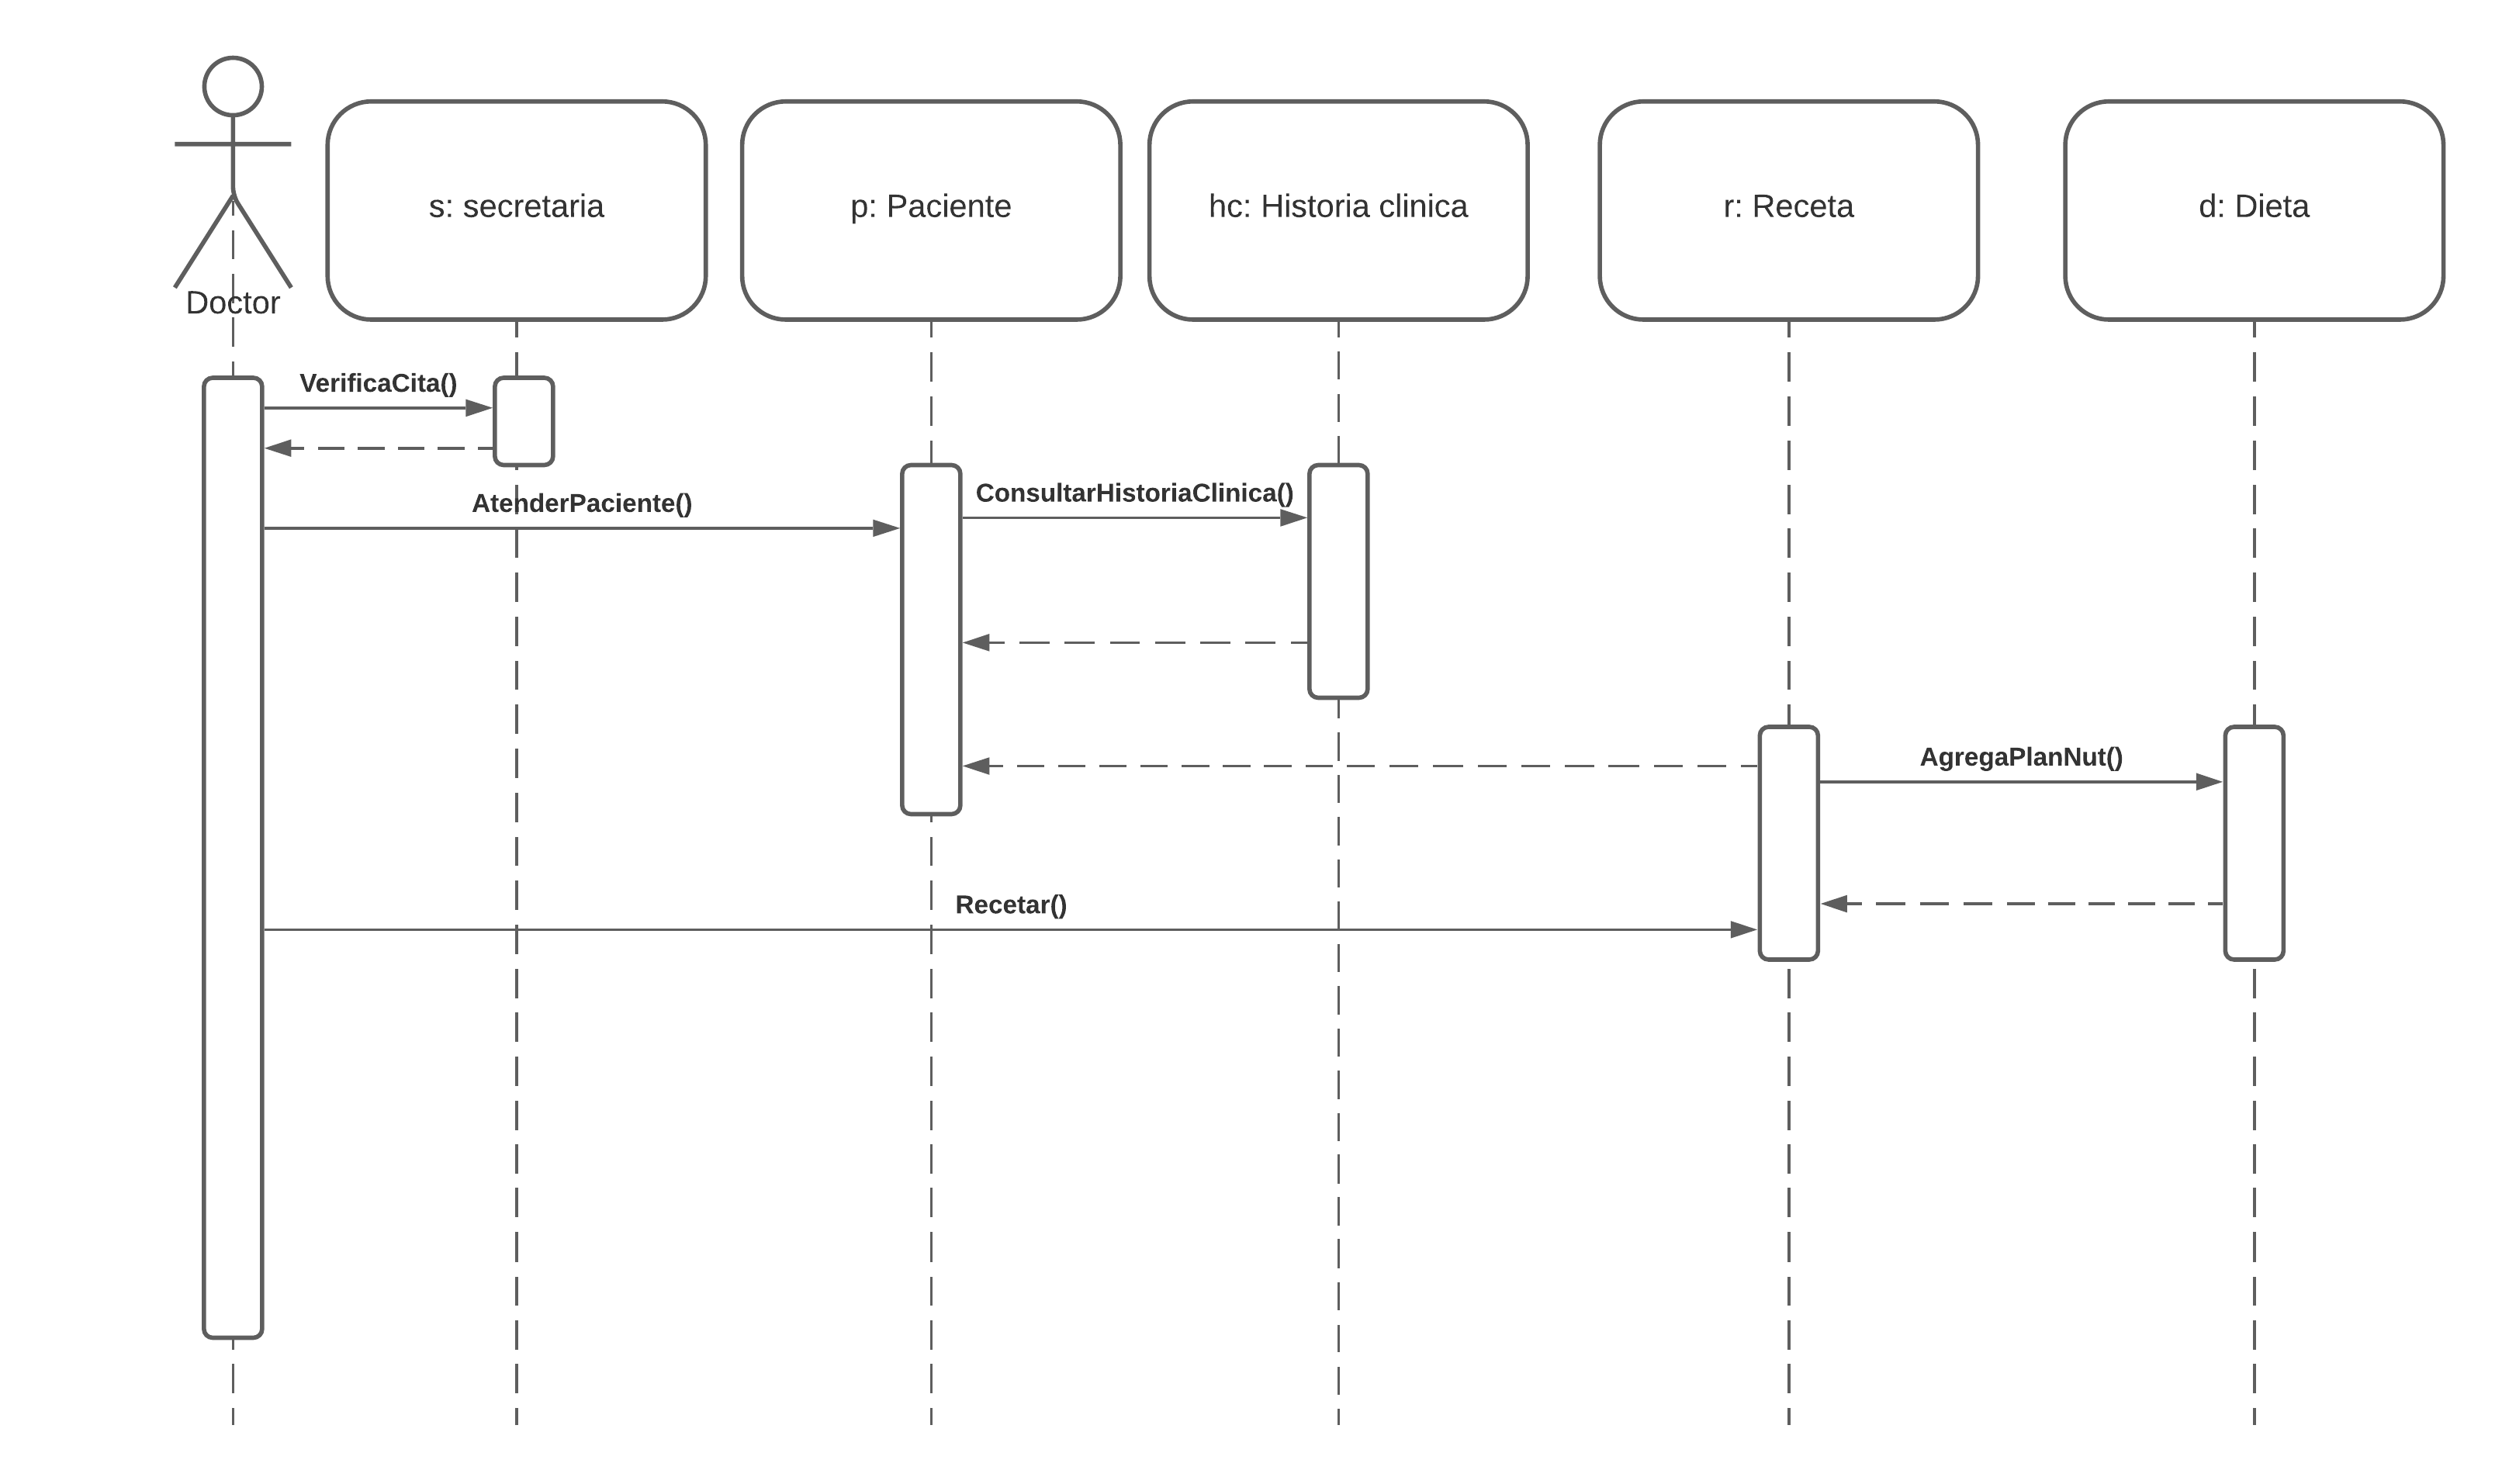 s: secretaria
p: Paciente
hc: Historia clinica
r: Receta
d: Dieta
Doctor
VerificaCita()
AtenderPaciente()
ConsultarHistoriaClinica()
AgregaPlanNut()
Recetar()